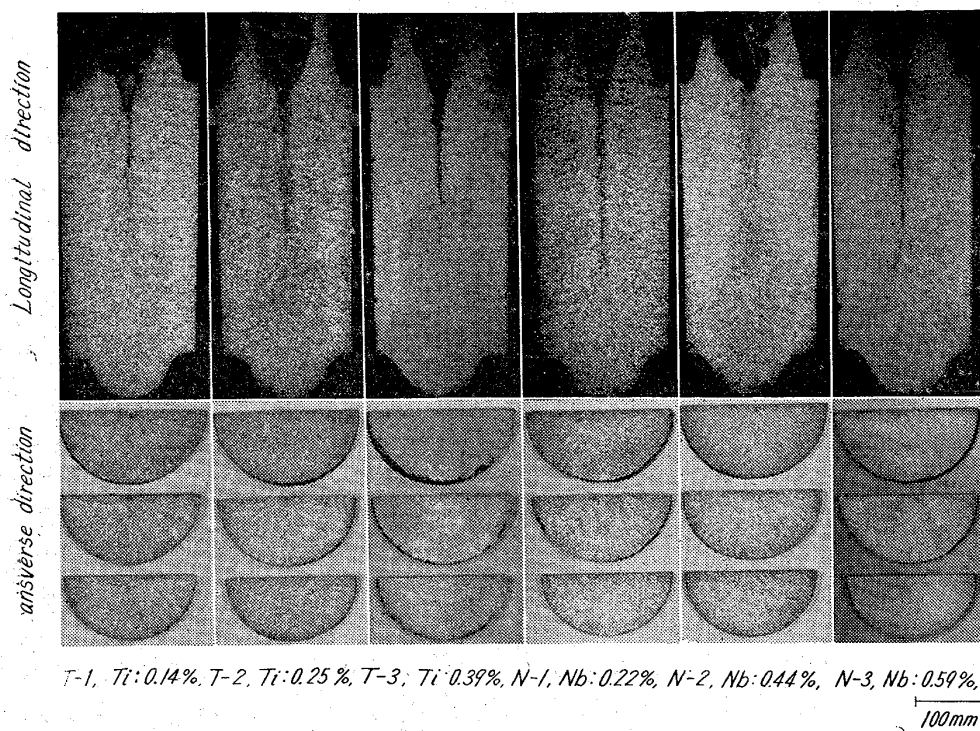 Longitudinal direction
ansverse direction
T-1, Ti:0.14%, T-2, Ti:0.25%, T-3, Ti:0.39%, N-1, Nb:0.22%, N-2, Nb:0.44%, N-3, Nb:0.59%,
100mm